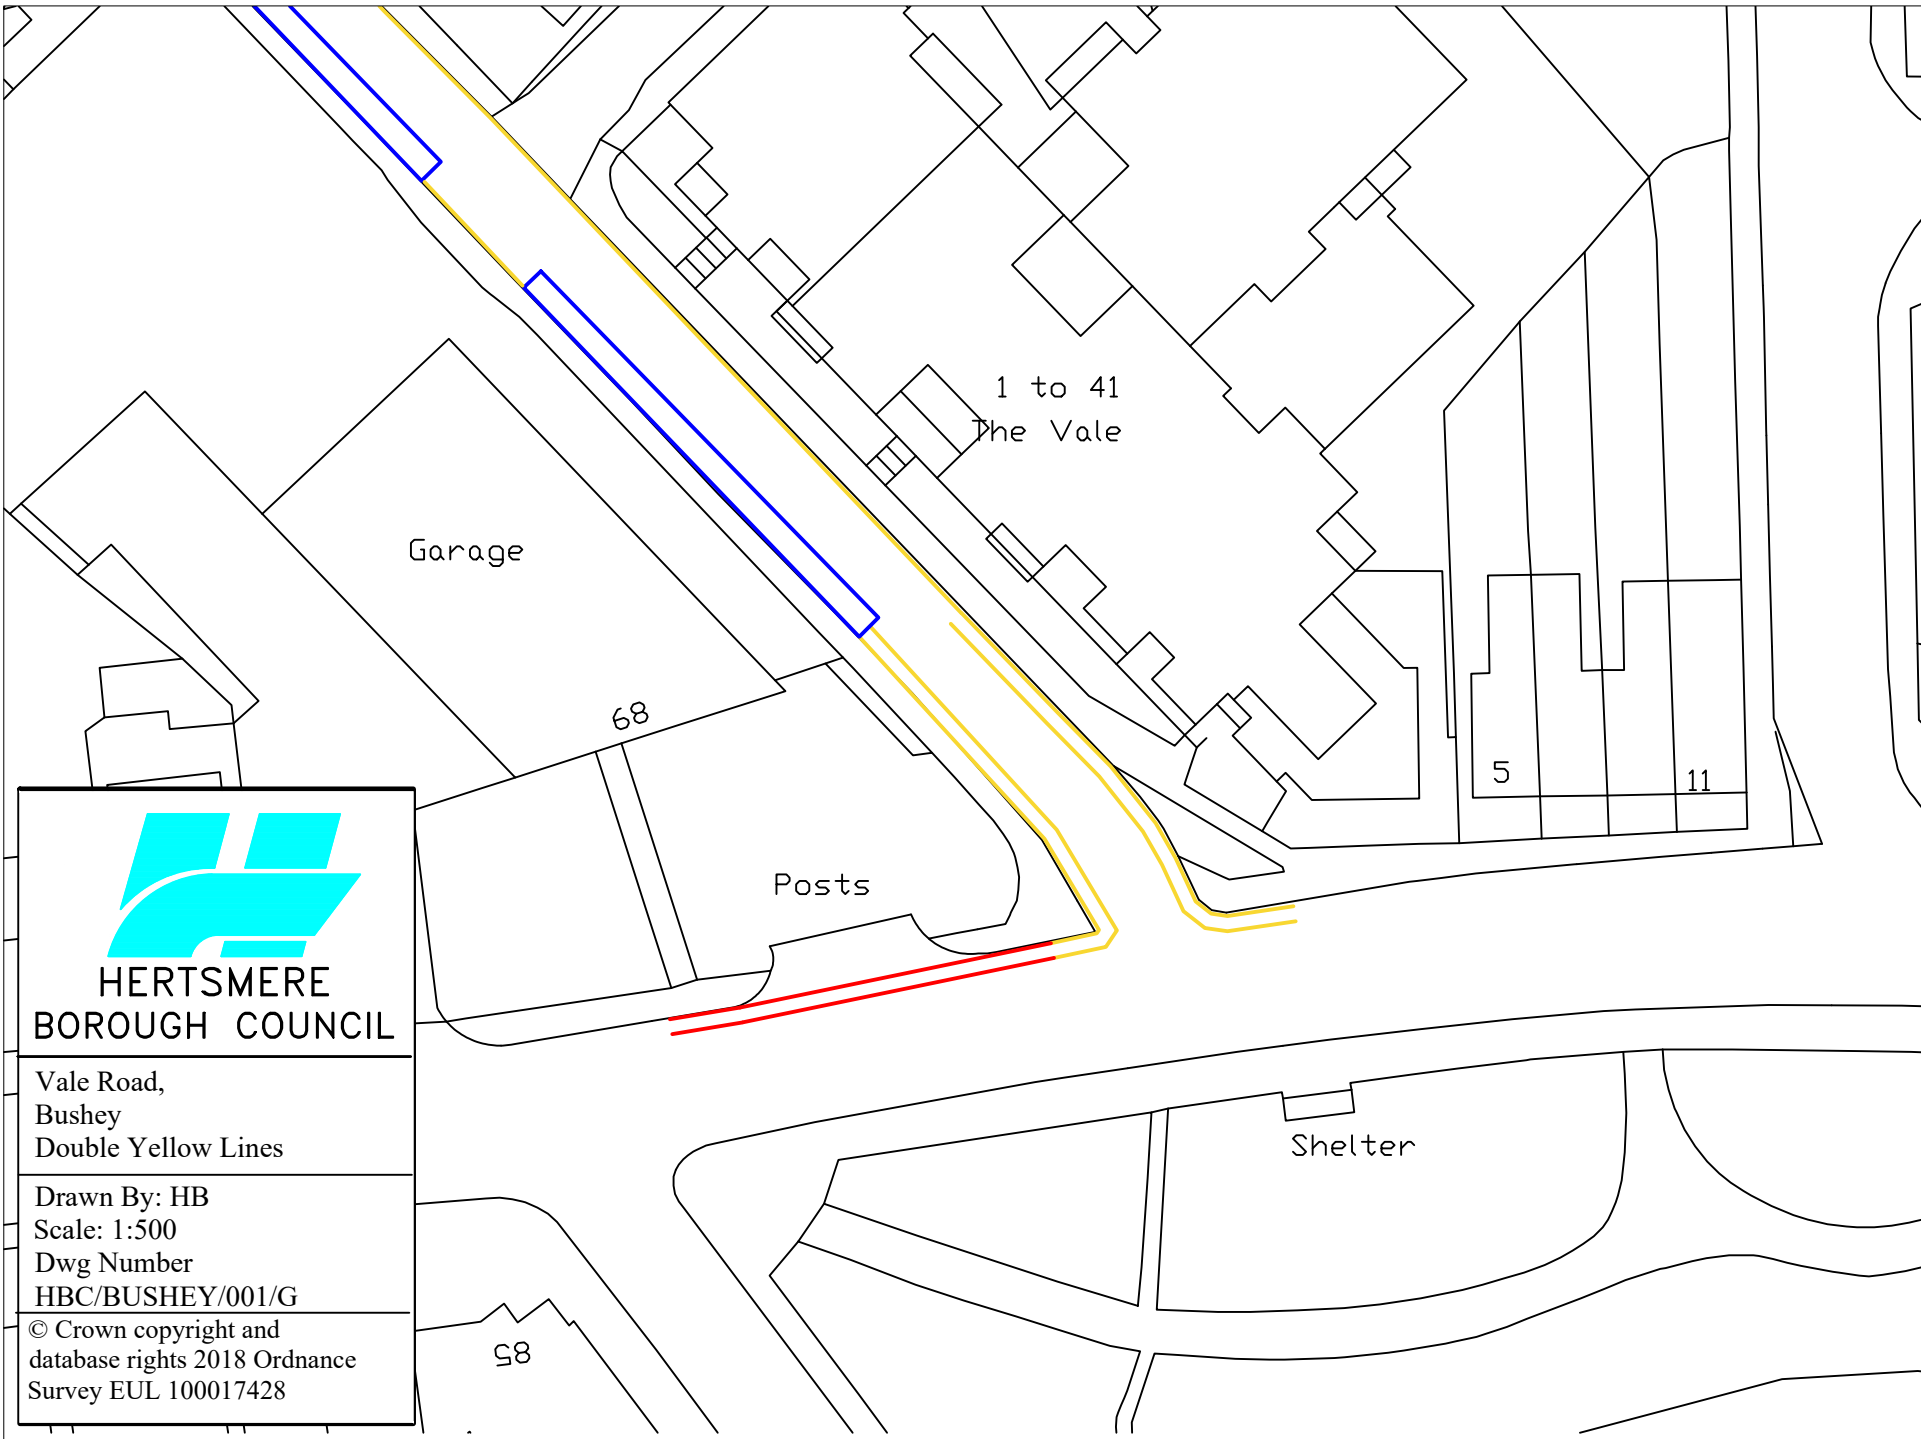 1 to 41
The Vale
Garage
68
5
11
Posts
HERTSMERE
BOROUGH COUNCIL
Vale Road,
Bushey
Double Yellow Lines
Drawn By: HB
Scale: 1:500
Dwg Number
HBC/BUSHEY/001/G
© Crown copyright and
database rights 2018 Ordnance
Survey EUL 100017428
Shelter
85